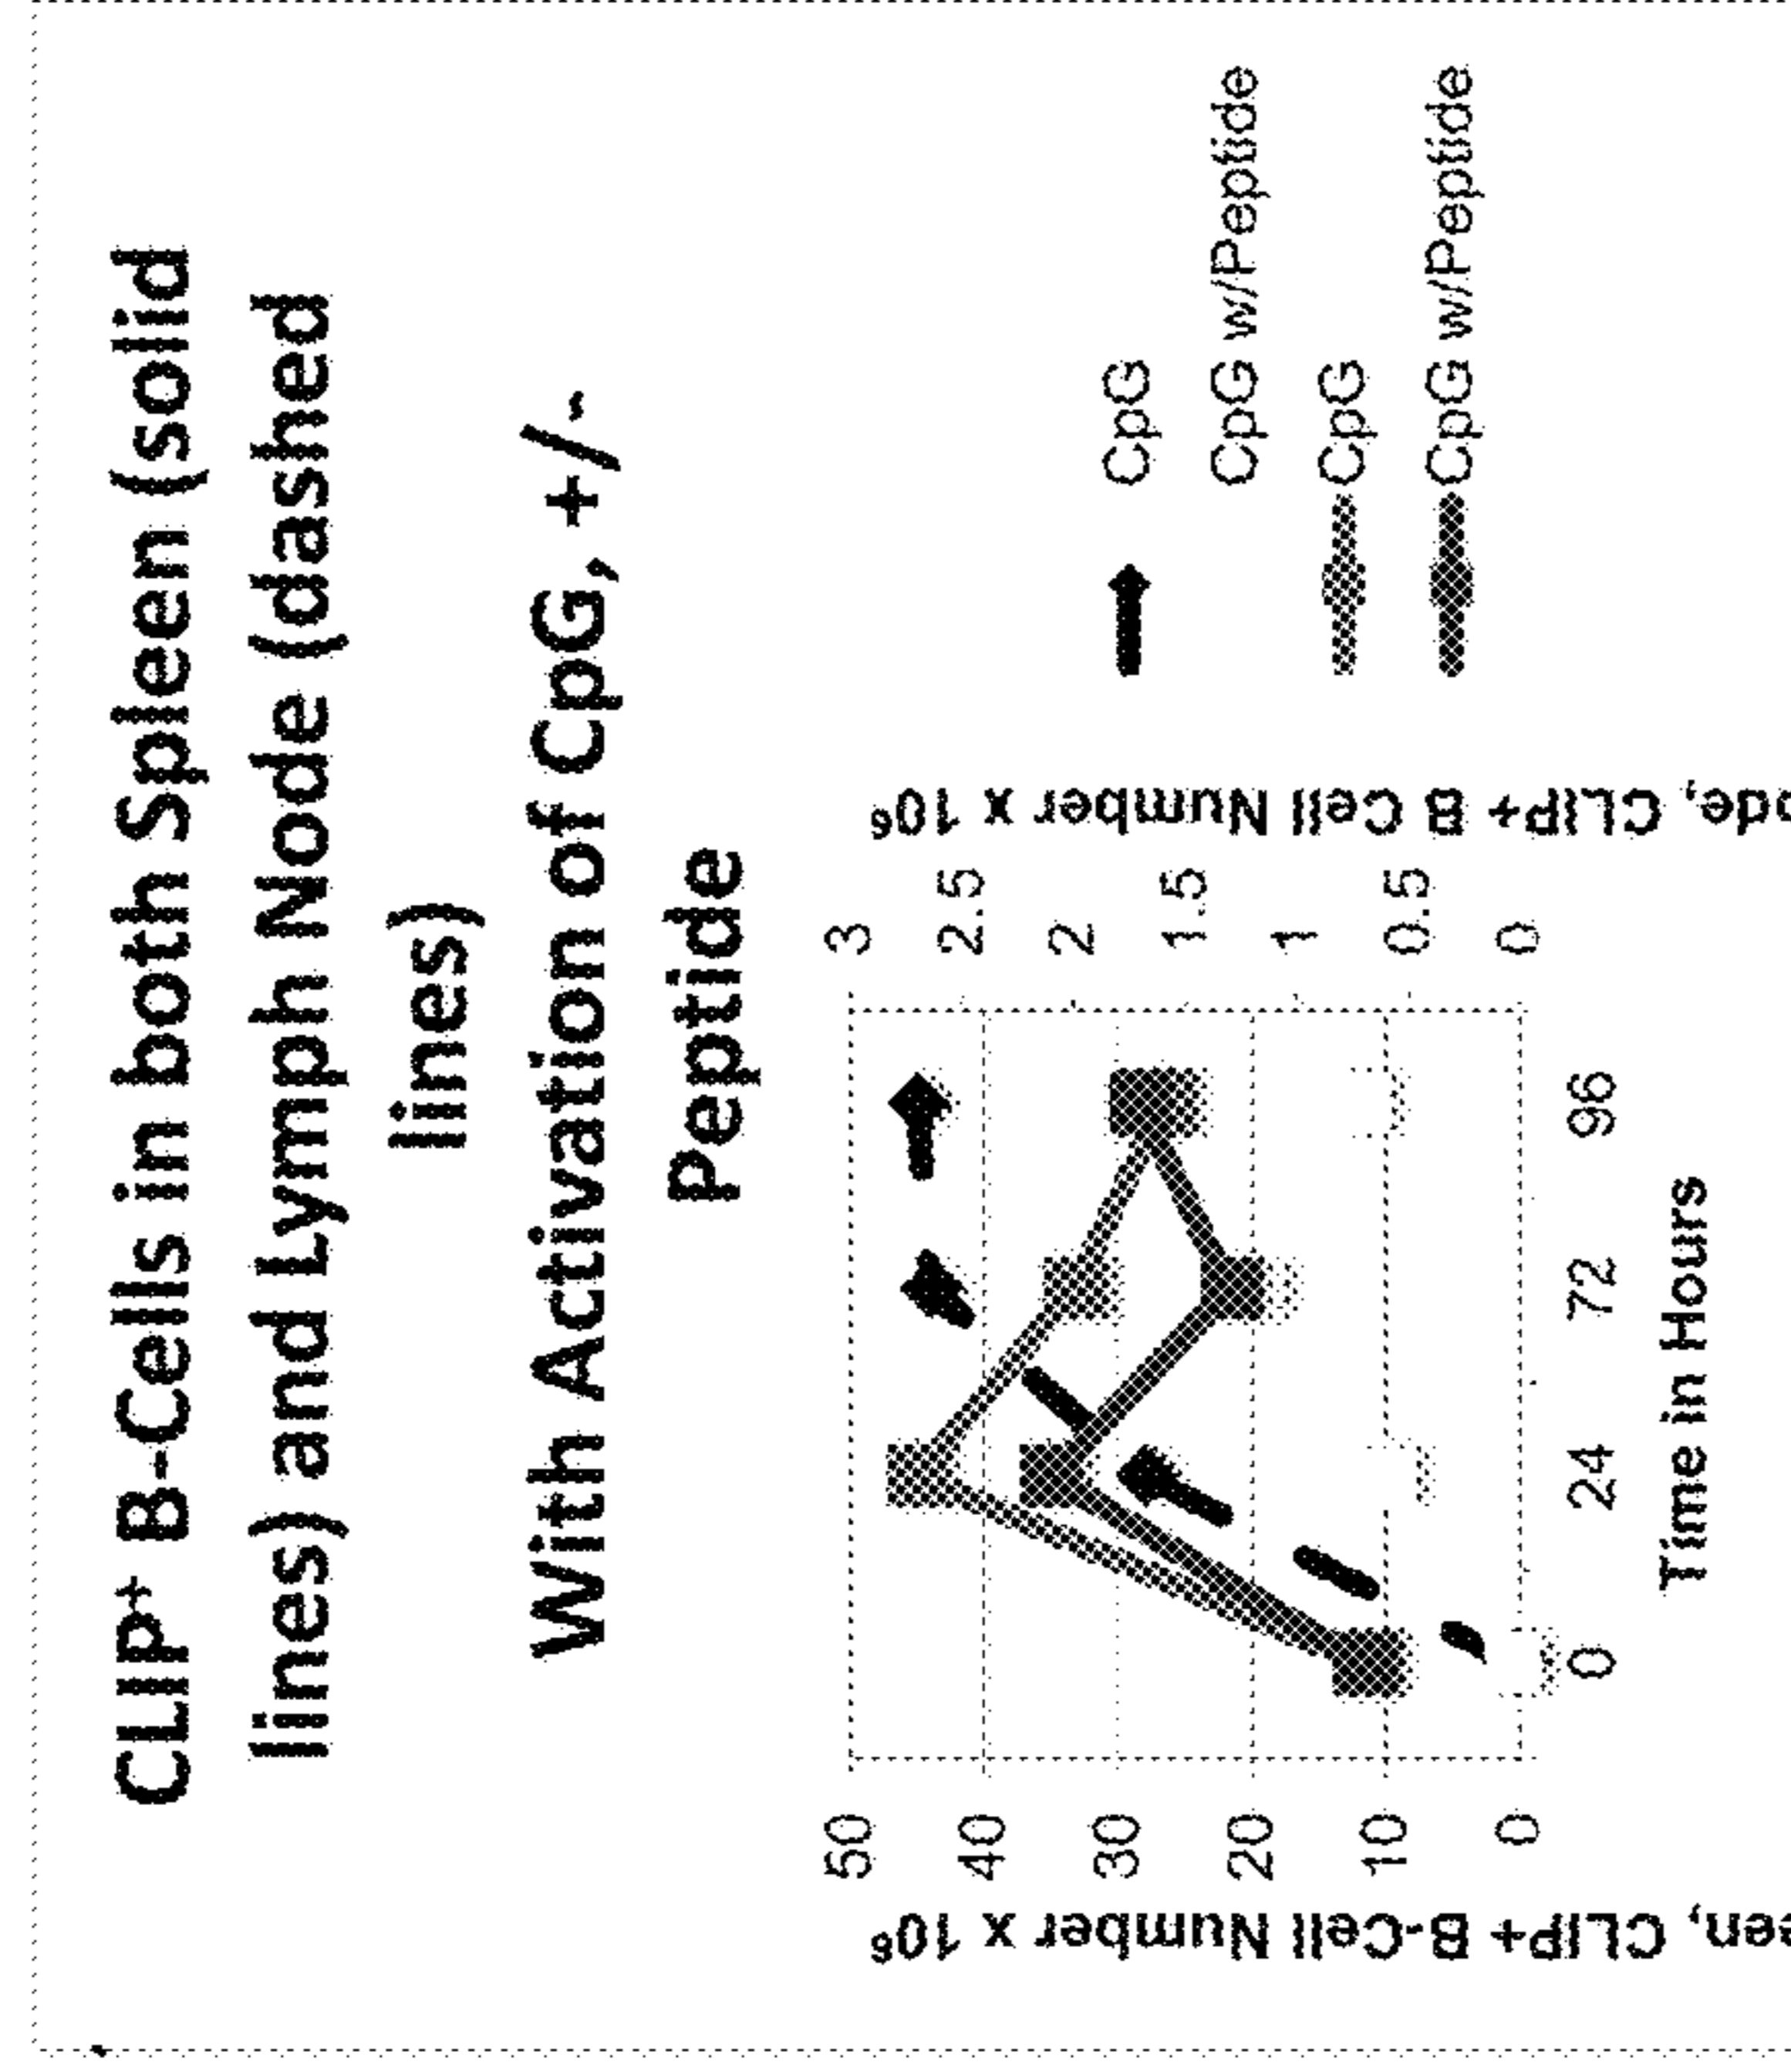 CLIP+ B-Cells in both Spleen (solid
lines) and Lymph Node (dashed
lines)
With Activation of CpG, +/-
Peptide
50
40
30
20
10
0
CLIP+ B-Cell Number x 10⁶
3
2.5
2
1.5
1
0.5
0
CLIP+ B Cell Number x 10⁶
0 24 72 96
Time in Hours
CpG
CpG w/Peptide
CpG
CpG w/Peptide